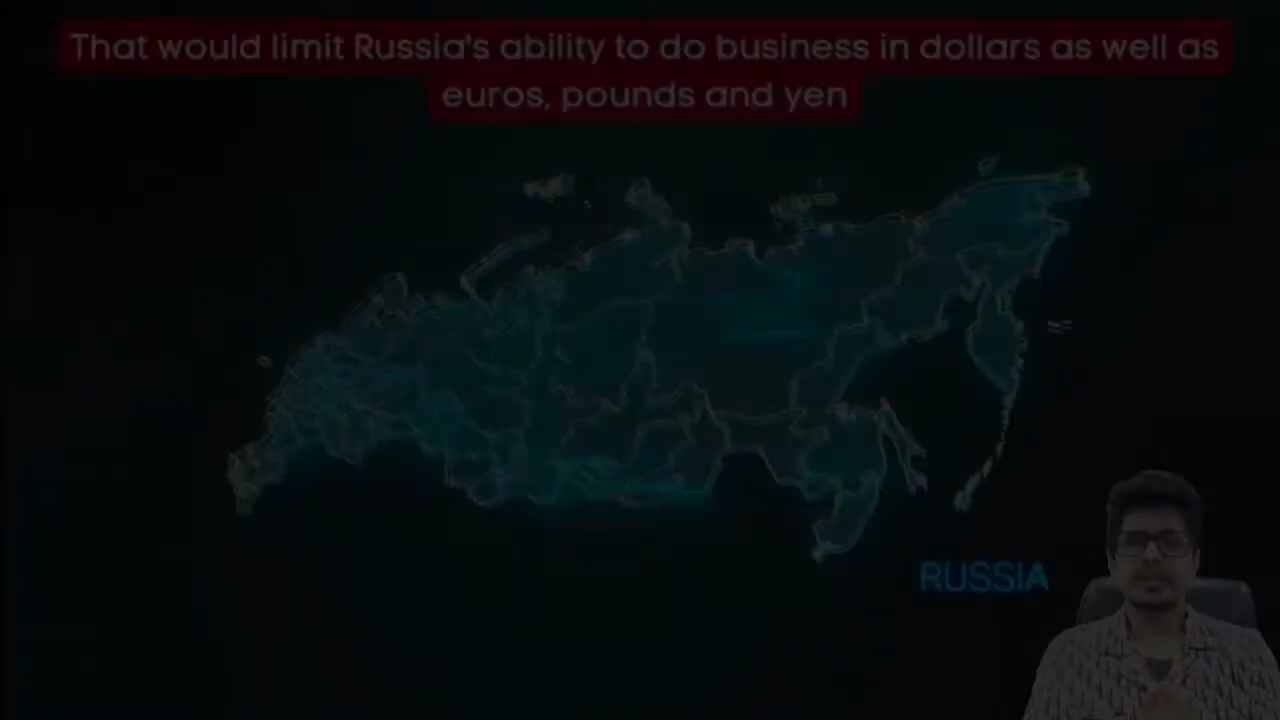 That would limit Russia's ability to do business in dollars as well as
euros, pounds and yen
RUSSIA